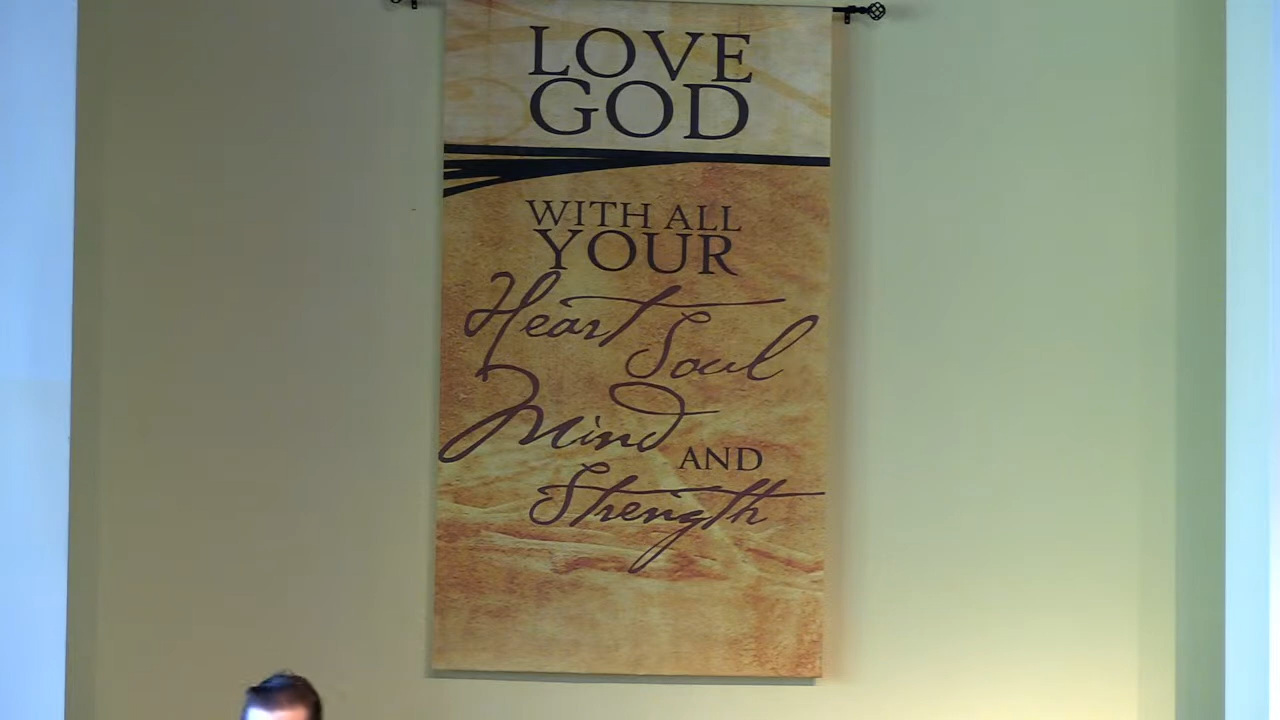 LOVE
GOD
WITH ALL
YOUR
Heart
Soul
Mind AND
Strength